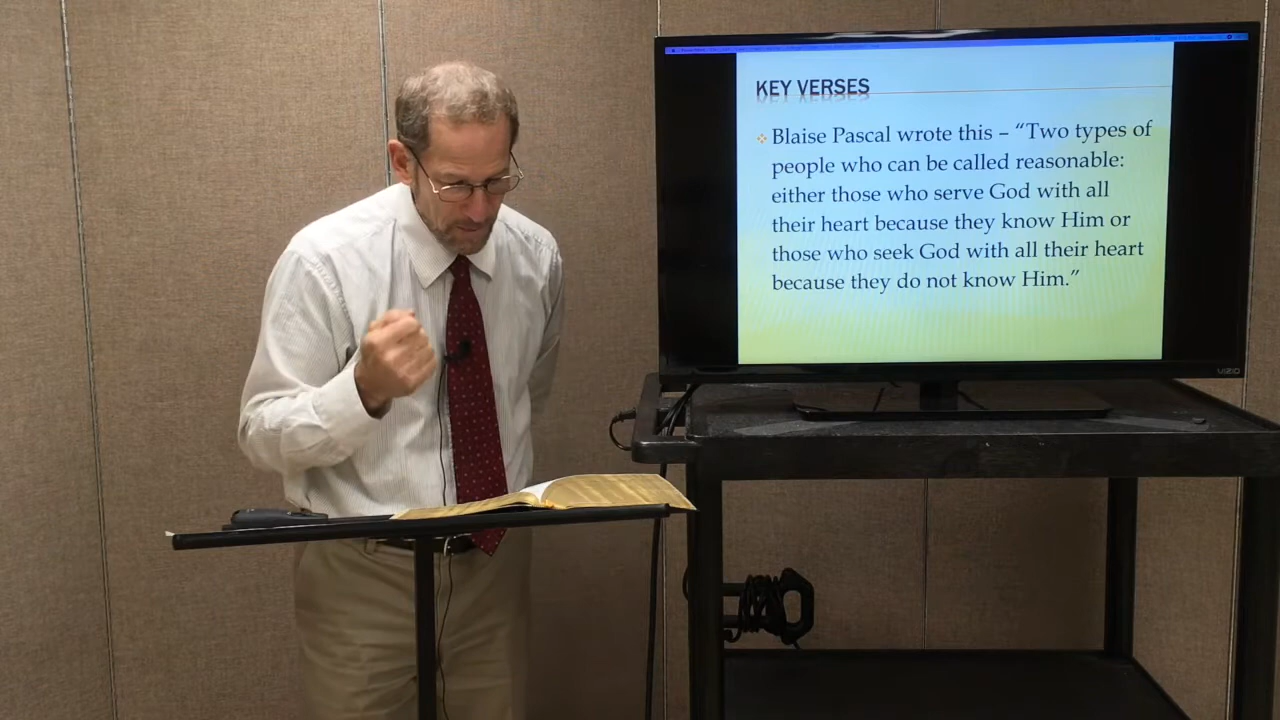 KEY VERSES
Blaise Pascal wrote this – “Two types of
people who can be called reasonable:
either those who serve God with all
their heart because they know Him or
those who seek God with all their heart
because they do not know Him.”
VIZIO